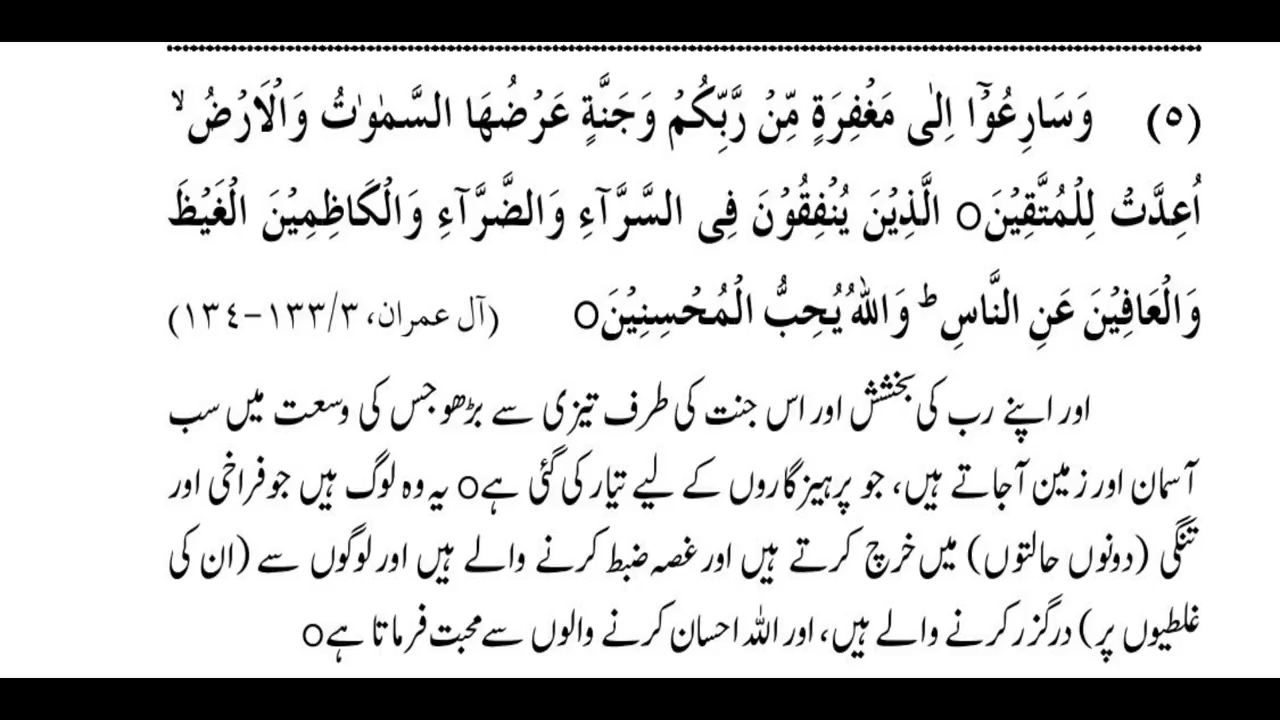 (٥) وَسَارِعُوْٓا اِلٰى مَغْفِرَةٍ مِّنْ رَّبِّكُمْ وَجَنَّةٍ عَرْضُهَا السَّمٰوٰتُ وَالْاَرْضُ ۙ
اُعِدَّتْ لِلْمُتَّقِيْنَ○ الَّذِيْنَ يُنْفِقُوْنَ فِى السَّرَّآءِ وَالضَّرَّآءِ وَالْكَاظِمِيْنَ الْغَيْظَ
وَالْعَافِيْنَ عَنِ النَّاسِ ؕ وَاللهُ يُحِبُّ الْمُحْسِنِيْنَ○ (آل عمران، ٣/١٣٣-١٣٤)
اور اپنے رب کی بخشش اور اس جنت کی طرف تیزی سے بڑھو جس کی وسعت میں سب
آسمان اور زمین آجاتے ہیں، جو پرہیزگاروں کے لیے تیار کی گئی ہے○ یہ وہ لوگ ہیں جو فراخی اور
تنگی (دونوں حالتوں) میں خرچ کرتے ہیں اور غصہ ضبط کرنے والے ہیں اور لوگوں سے (ان کی
غلطیوں پر) درگزر کرنے والے ہیں، اور اللہ احسان کرنے والوں سے محبت فرماتا ہے○